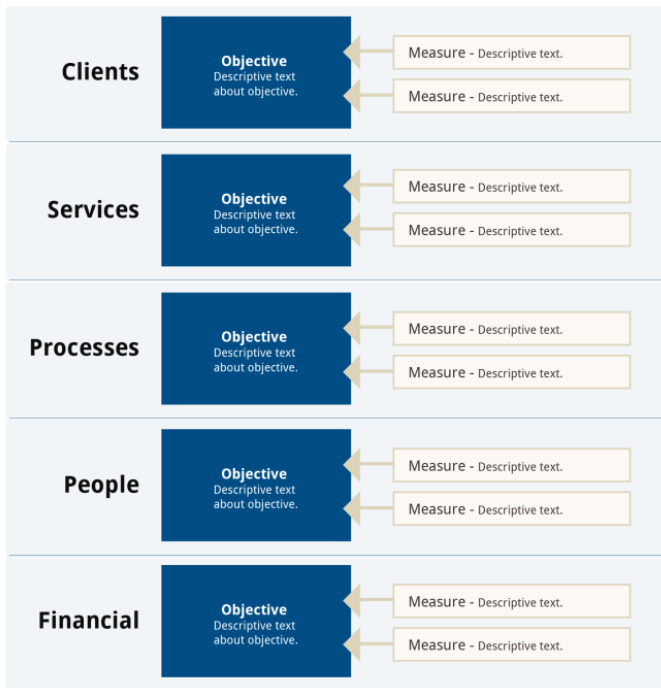 Clients
Objective
Descriptive text
about objective.
Measure - Descriptive text.
Measure - Descriptive text.
Services
Objective
Descriptive text
about objective.
Measure - Descriptive text.
Measure - Descriptive text.
Processes
Objective
Descriptive text
about objective.
Measure - Descriptive text.
Measure - Descriptive text.
People
Objective
Descriptive text
about objective.
Measure - Descriptive text.
Measure - Descriptive text.
Financial
Objective
Descriptive text
about objective.
Measure - Descriptive text.
Measure - Descriptive text.